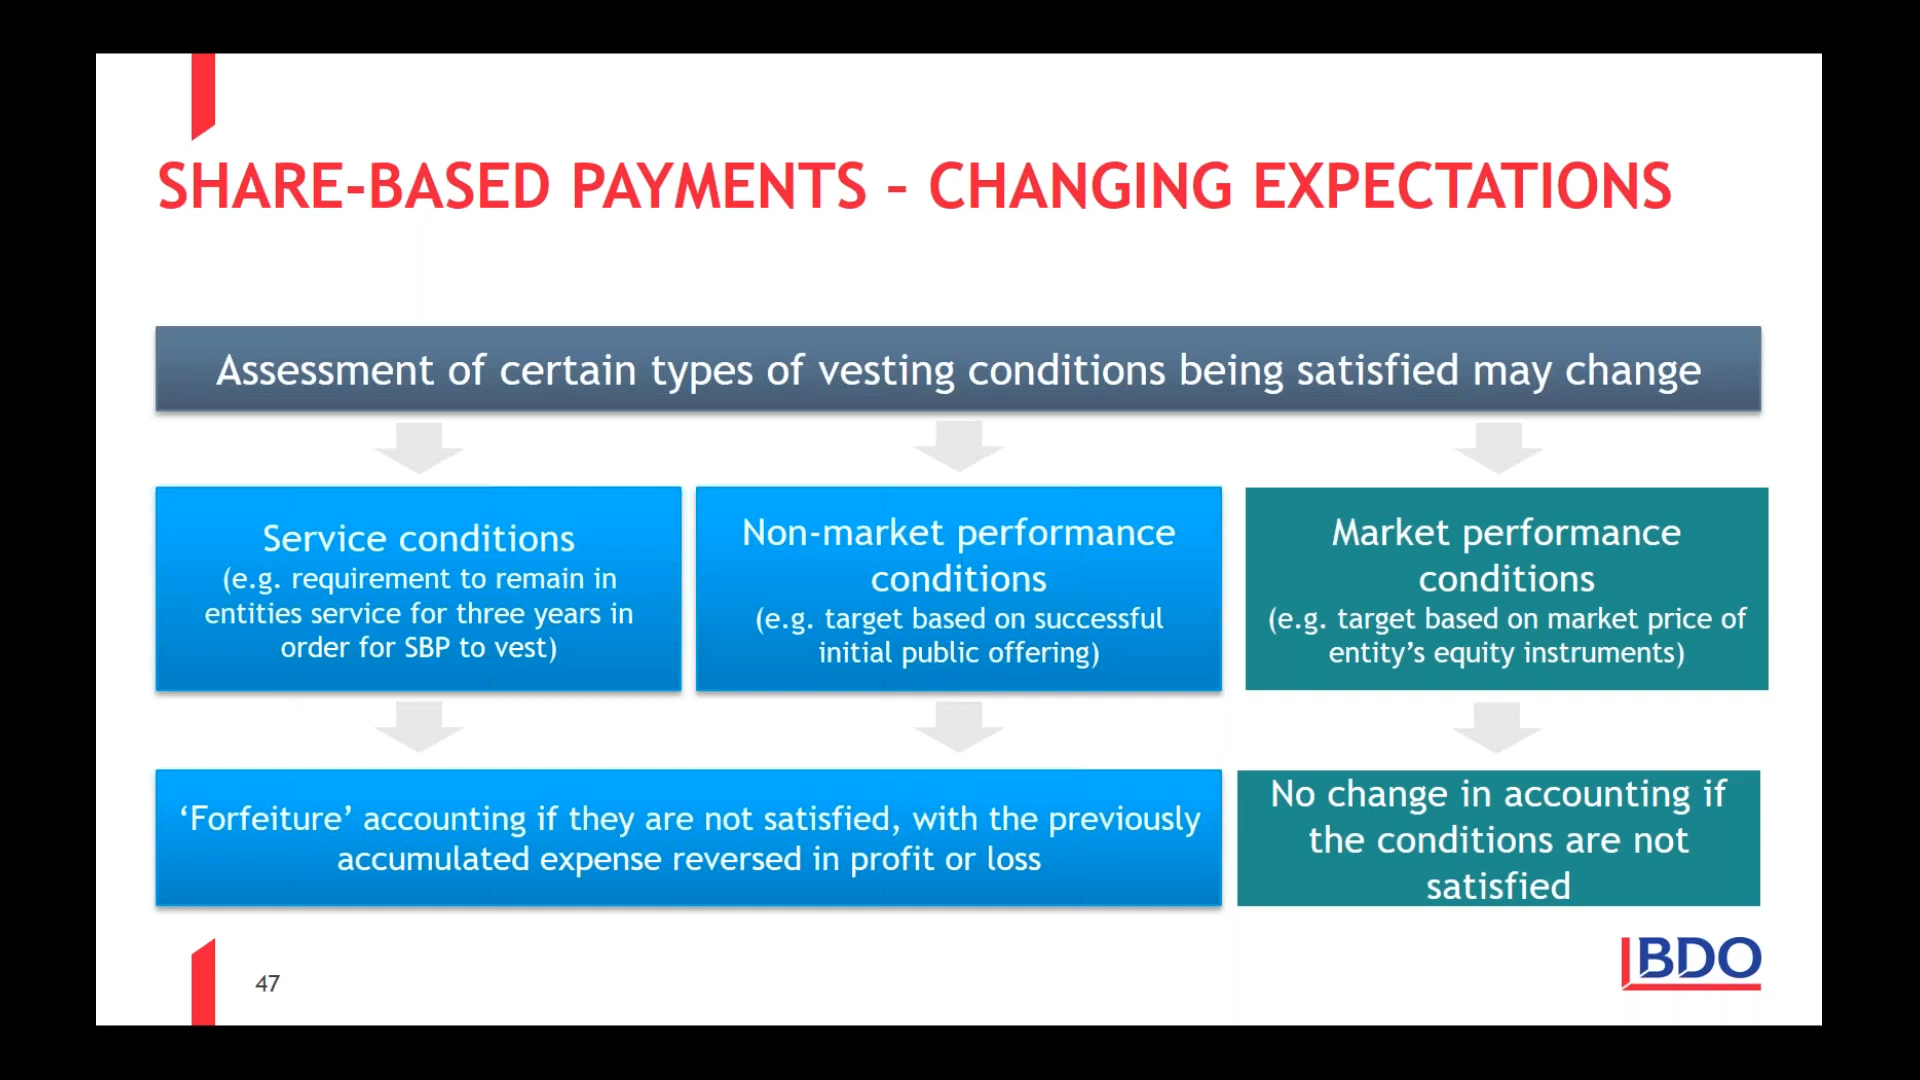 SHARE-BASED PAYMENTS – CHANGING EXPECTATIONS
Assessment of certain types of vesting conditions being satisfied may change
Service conditions
(e.g. requirement to remain in
entities service for three years in
order for SBP to vest)
Non-market performance
conditions
(e.g. target based on successful
initial public offering)
Market performance
conditions
(e.g. target based on market price of
entity’s equity instruments)
‘Forfeiture’ accounting if they are not satisfied, with the previously
accumulated expense reversed in profit or loss
No change in accounting if
the conditions are not
satisfied
47
BDO